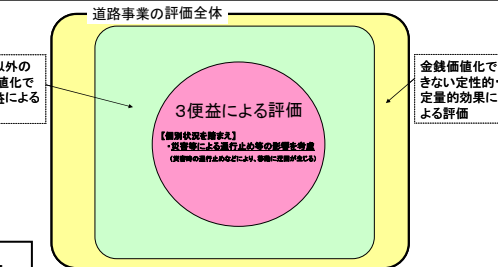 道路事業の評価全体
以外の
値化で
益による
金銭価値化で
きない定性的・
定量的効果に
よる評価
3便益による評価
【個別状況を踏まえ】
・災害等による通行止め等の影響を考慮